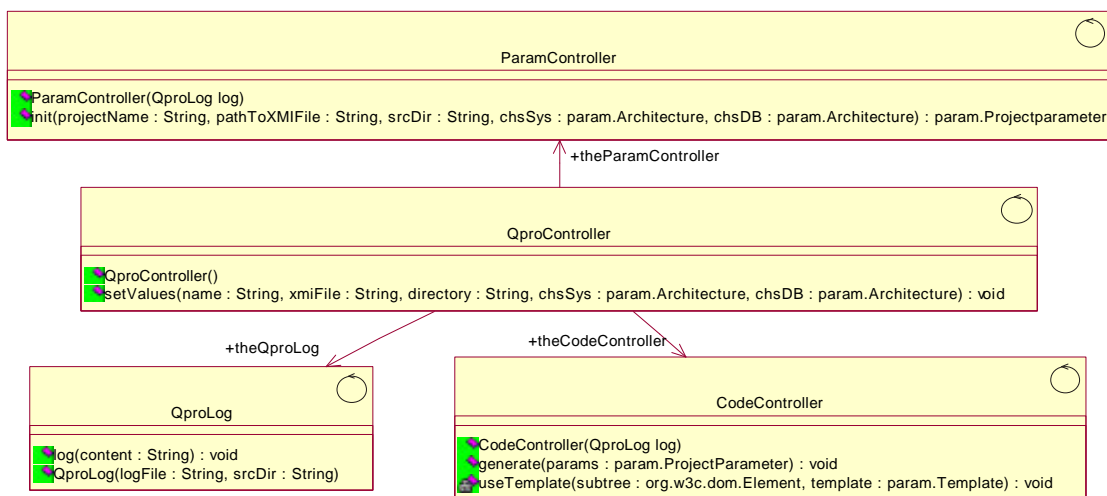 ParamController
ParamController(QproLog log)
init(projectName : String, pathToXMIFile : String, srcDir : String, chsSys : param.Architecture, chsDB : param.Architecture) : param.Projectparameter
+theParamController
QproController
QproController()
setValues(name : String, xmiFile : String, directory : String, chsSys : param.Architecture, chsDB : param.Architecture) : void
+theQproLog
+theCodeController
QproLog
log(content : String) : void
QproLog(logFile : String, srcDir : String)
CodeController
CodeController(QproLog log)
generate(params : param.ProjectParameter) : void
useTemplate(subtree : org.w3c.dom.Element, template : param.Template) : void